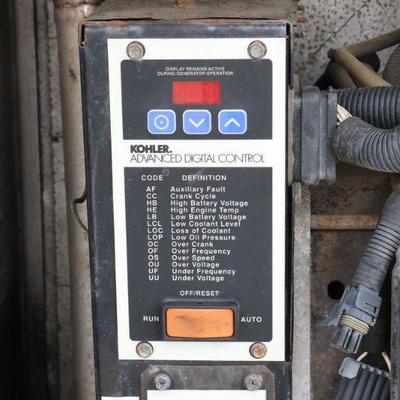 DISPLAY REMAINS ACTIVE
DURING GENERATOR OPERATION
KOHLER.
ADVANCED DIGITAL CONTROL
CODE DEFINITION
AF Auxiliary Fault
CC Crank Cycle
HB High Battery Voltage
HE High Engine Temp
LB Low Battery Voltage
LCL Low Coolant Level
LOC Loss of Coolant
LOP Low Oil Pressure
OC Over Crank
OF Over Frequency
OS Over Speed
OU Over Voltage
UF Under Frequency
UU Under Voltage
OFF/RESET
RUN AUTO